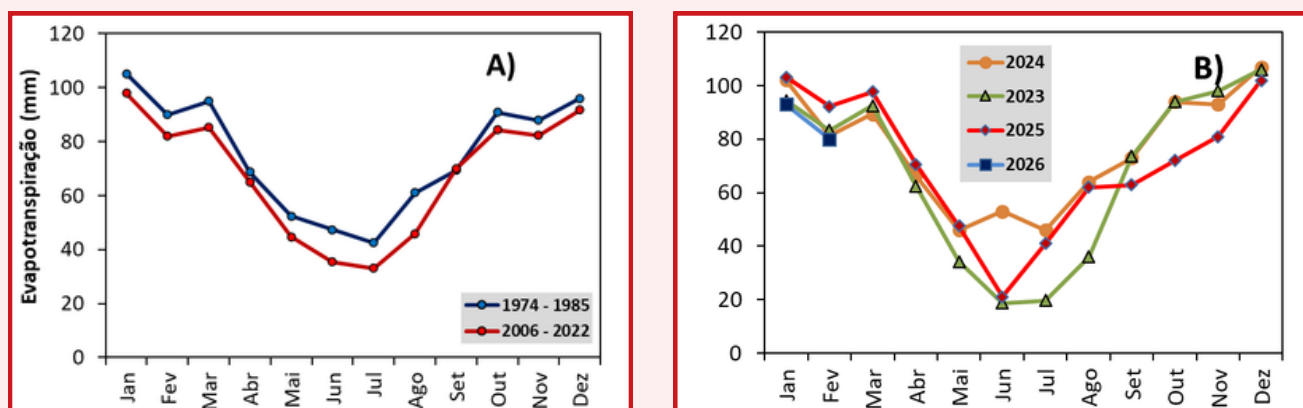 Evapotranspiração (mm)
120
100
80
60
40
20
0
A)
1974 - 1985
2006 - 2022
Jan Fev Mar Abr Mai Jun Jul Ago Set Out Nov Dez
120
100
80
60
40
20
0
B)
2024
2023
2025
2026
Jan Fev Mar Abr Mai Jun Jul Ago Set Out Nov Dez